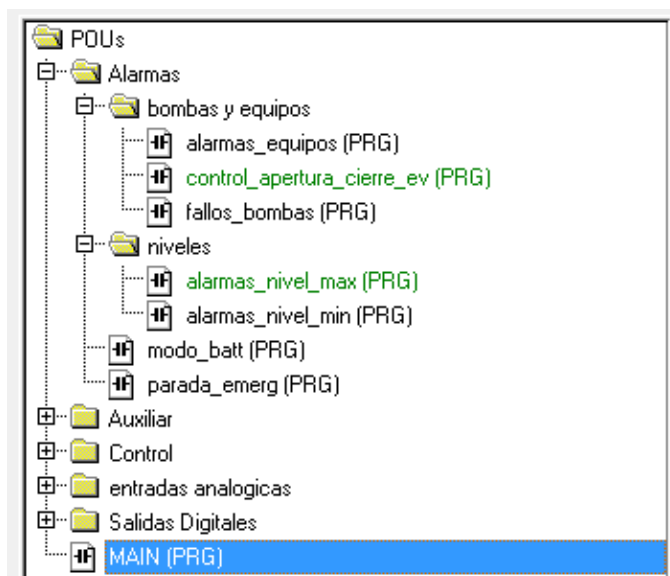 POUs
Alarmas
bombas y equipos
alarmas_equipos (PRG)
control_apertura_cierre_ev (PRG)
fallos_bombas (PRG)
niveles
alarmas_nivel_max (PRG)
alarmas_nivel_min (PRG)
modo_batt (PRG)
parada_emerg (PRG)
Auxiliar
Control
entradas analogicas
Salidas Digitales
MAIN (PRG)